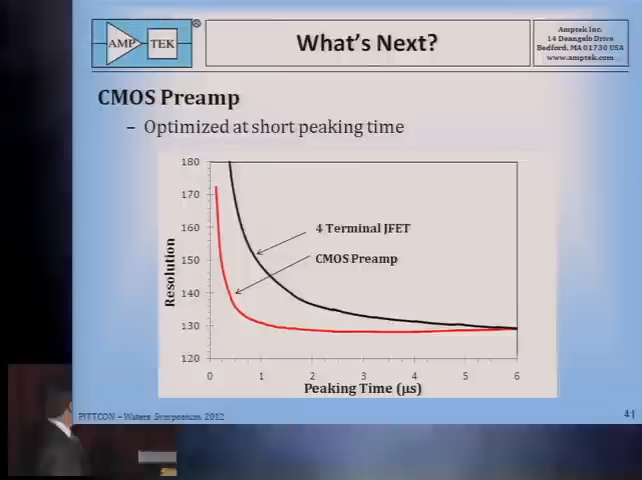 AMP TEK ®
What's Next?
Amptek Inc.
14 Deangelo Drive
Bedford, MA 01730 USA
www.amptek.com
CMOS Preamp
– Optimized at short peaking time
180
170
160
150
140
130
120
Resolution
4 Terminal JFET
CMOS Preamp
0 1 2 3 4 5 6
Peaking Time (µs)
PITTCON – Waters Symposium 2012
41